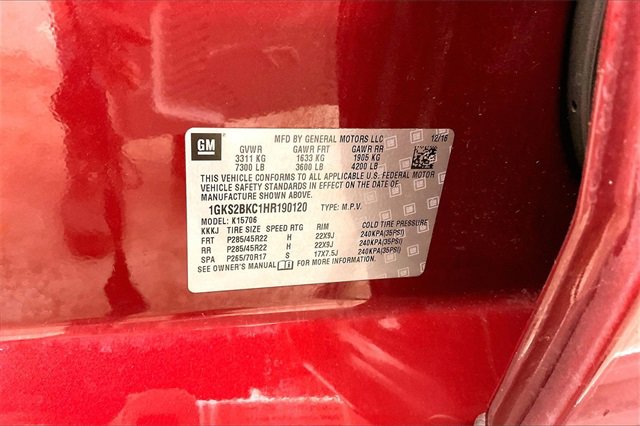 GM
MFD BY GENERAL MOTORS LLC 12/16
GVWR GAWR FRT GAWR RR
3311 KG 1633 KG 1905 KG
7300 LB 3600 LB 4200 LB
THIS VEHICLE CONFORMS TO ALL APPLICABLE U.S. FEDERAL MOTOR
VEHICLE SAFETY STANDARDS IN EFFECT ON THE DATE OF
MANUFACTURE SHOWN ABOVE.
1GKS2BKC1HR190120 TYPE: M.P.V.
MODEL: K15706
KKKJ TIRE SIZE SPEED RTG RIM COLD TIRE PRESSURE
FRT P285/45R22 H 22X9J 240KPA(35PSI)
RR P285/45R22 H 22X9J 240KPA(35PSI)
SPA P265/70R17 S 17X7.5J 240KPA(35PSI)
SEE OWNER'S MANUAL FOR MORE INFORMATION.